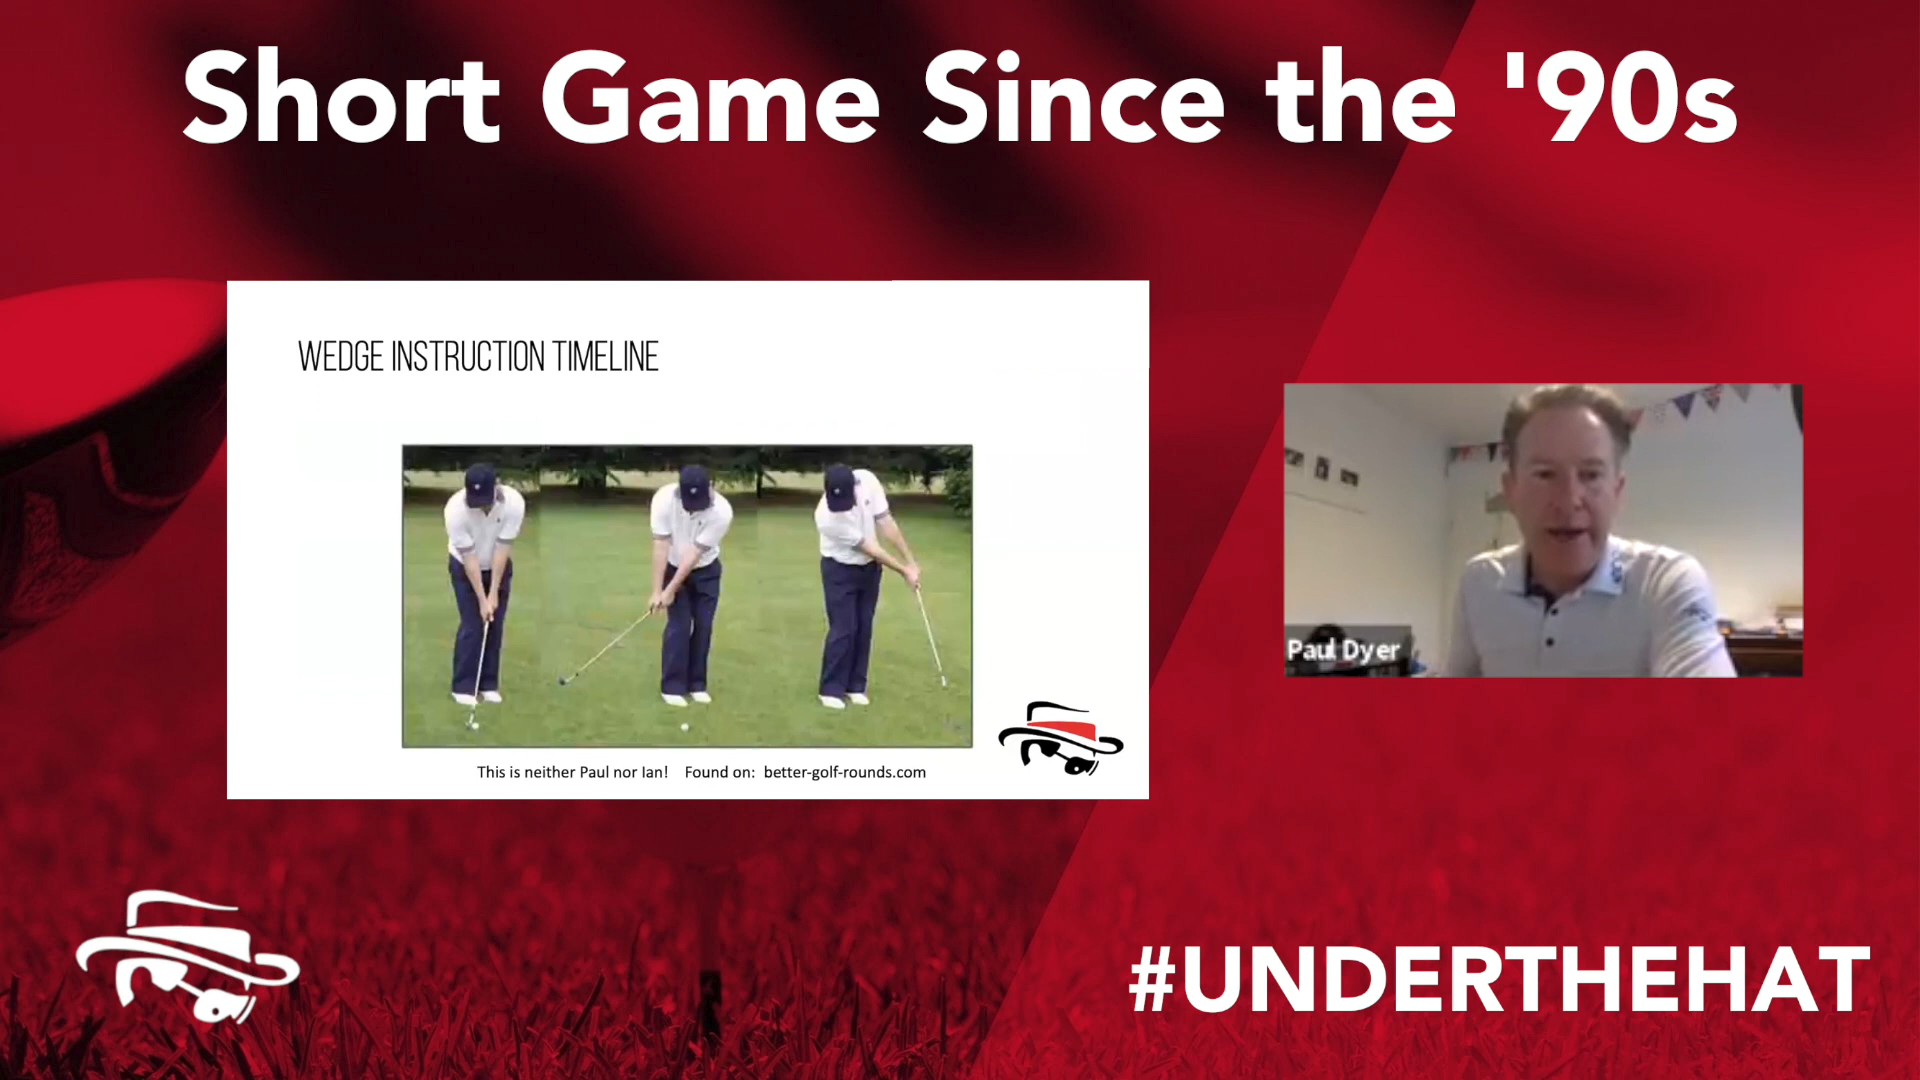 Short Game Since the '90s
WEDGE INSTRUCTION TIMELINE
This is neither Paul nor Ian! Found on: better-golf-rounds.com
Paul Dyer
#UNDERTHEHAT